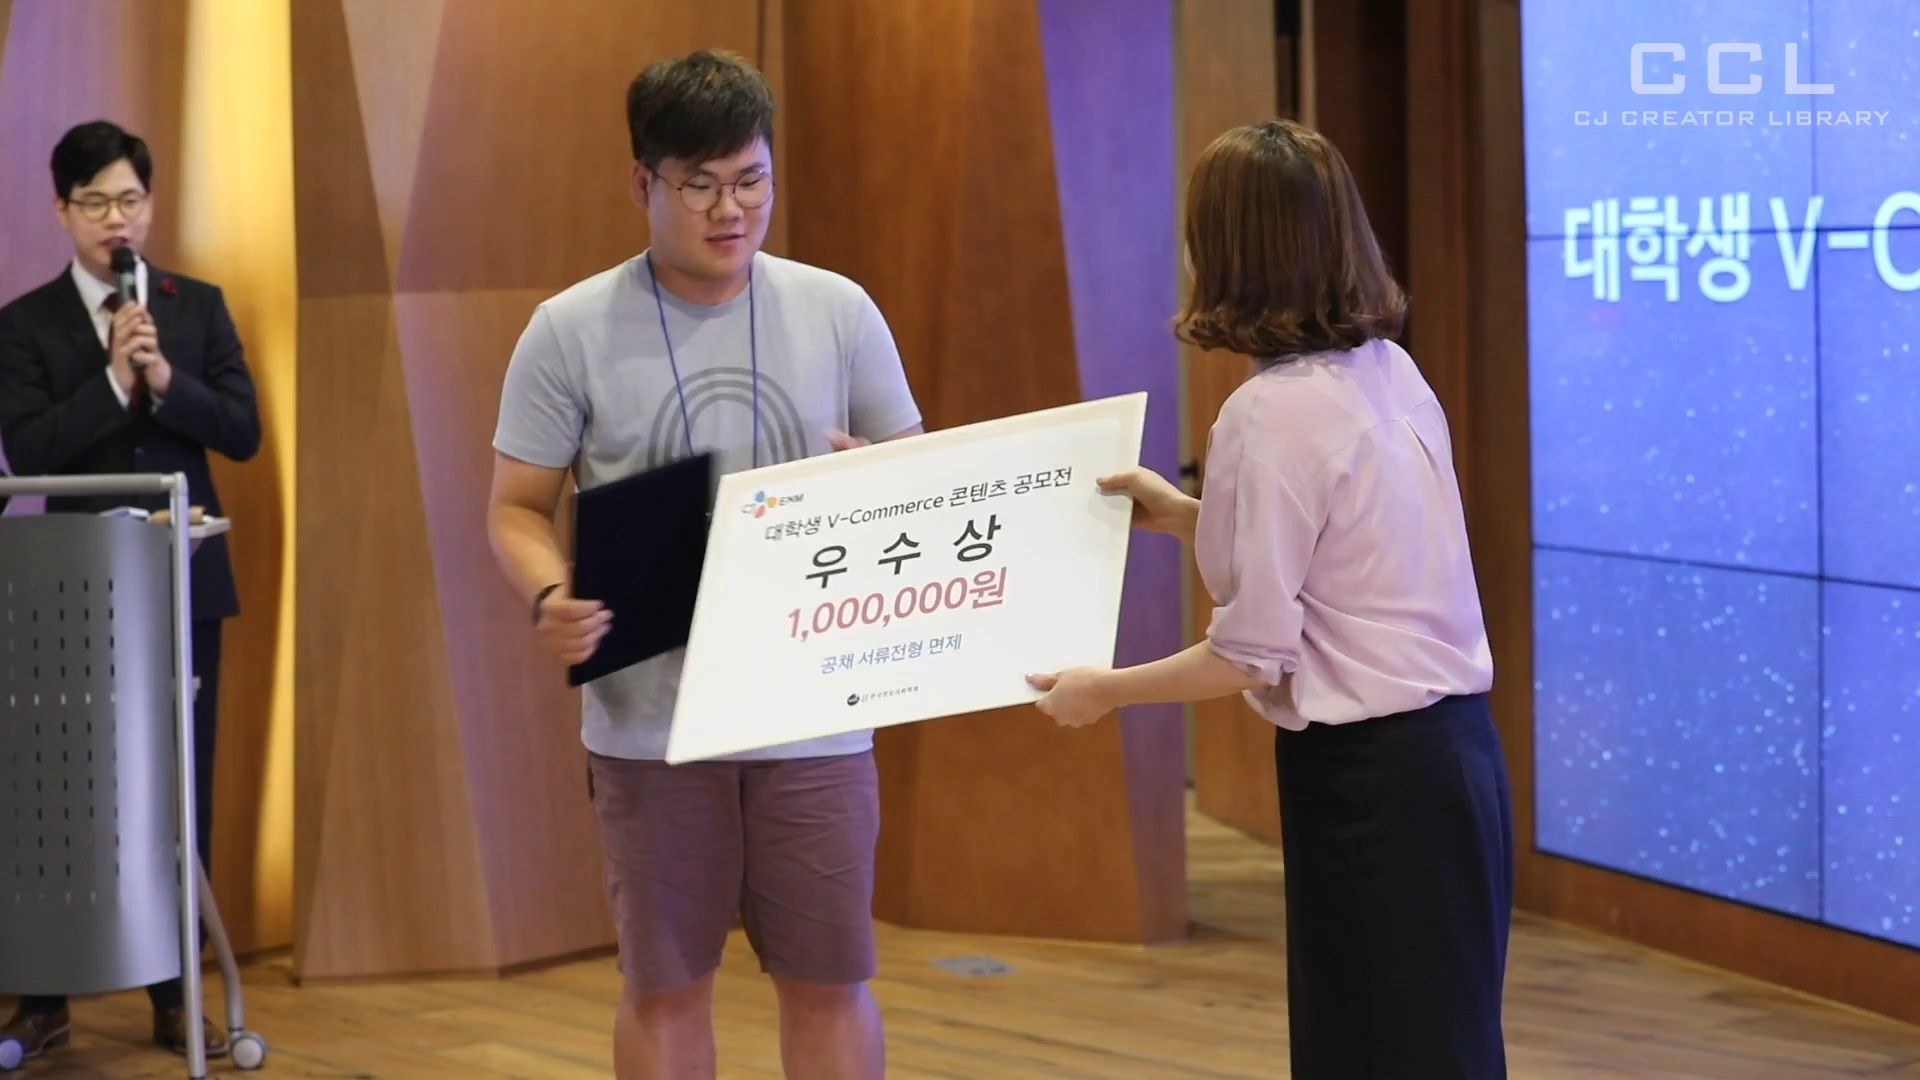 CCL
CJ CREATOR LIBRARY
대학생 V-C
CJ E&M
대학생 V-Commerce 콘텐츠 공모전
우 수 상
1,000,000원
공채 서류전형 면제